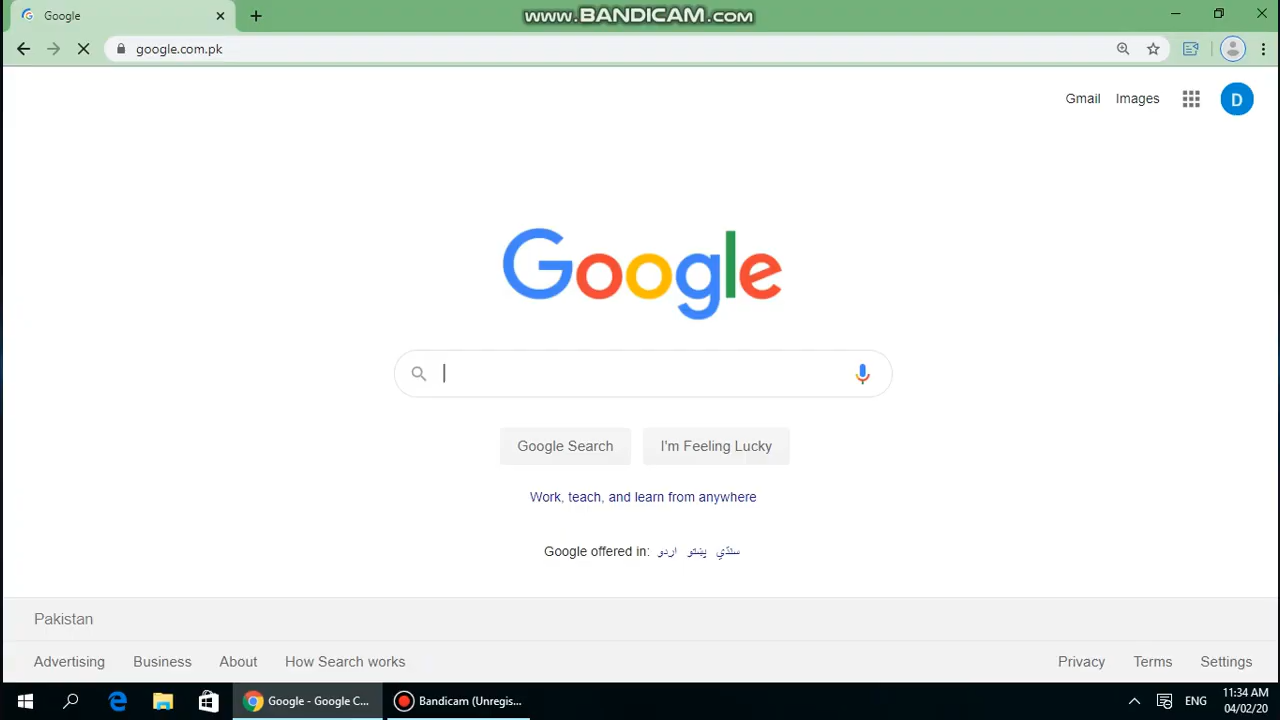 Google
WWW.BANDICAM.COM
google.com.pk
Gmail Images
D
Google
Google Search I'm Feeling Lucky
Work, teach, and learn from anywhere
Google offered in: اردو پښتو سنڌي
Pakistan
Advertising Business About How Search works Privacy Terms Settings
Google - Google C... Bandicam (Unregis... ENG 11:34 AM
04/02/20